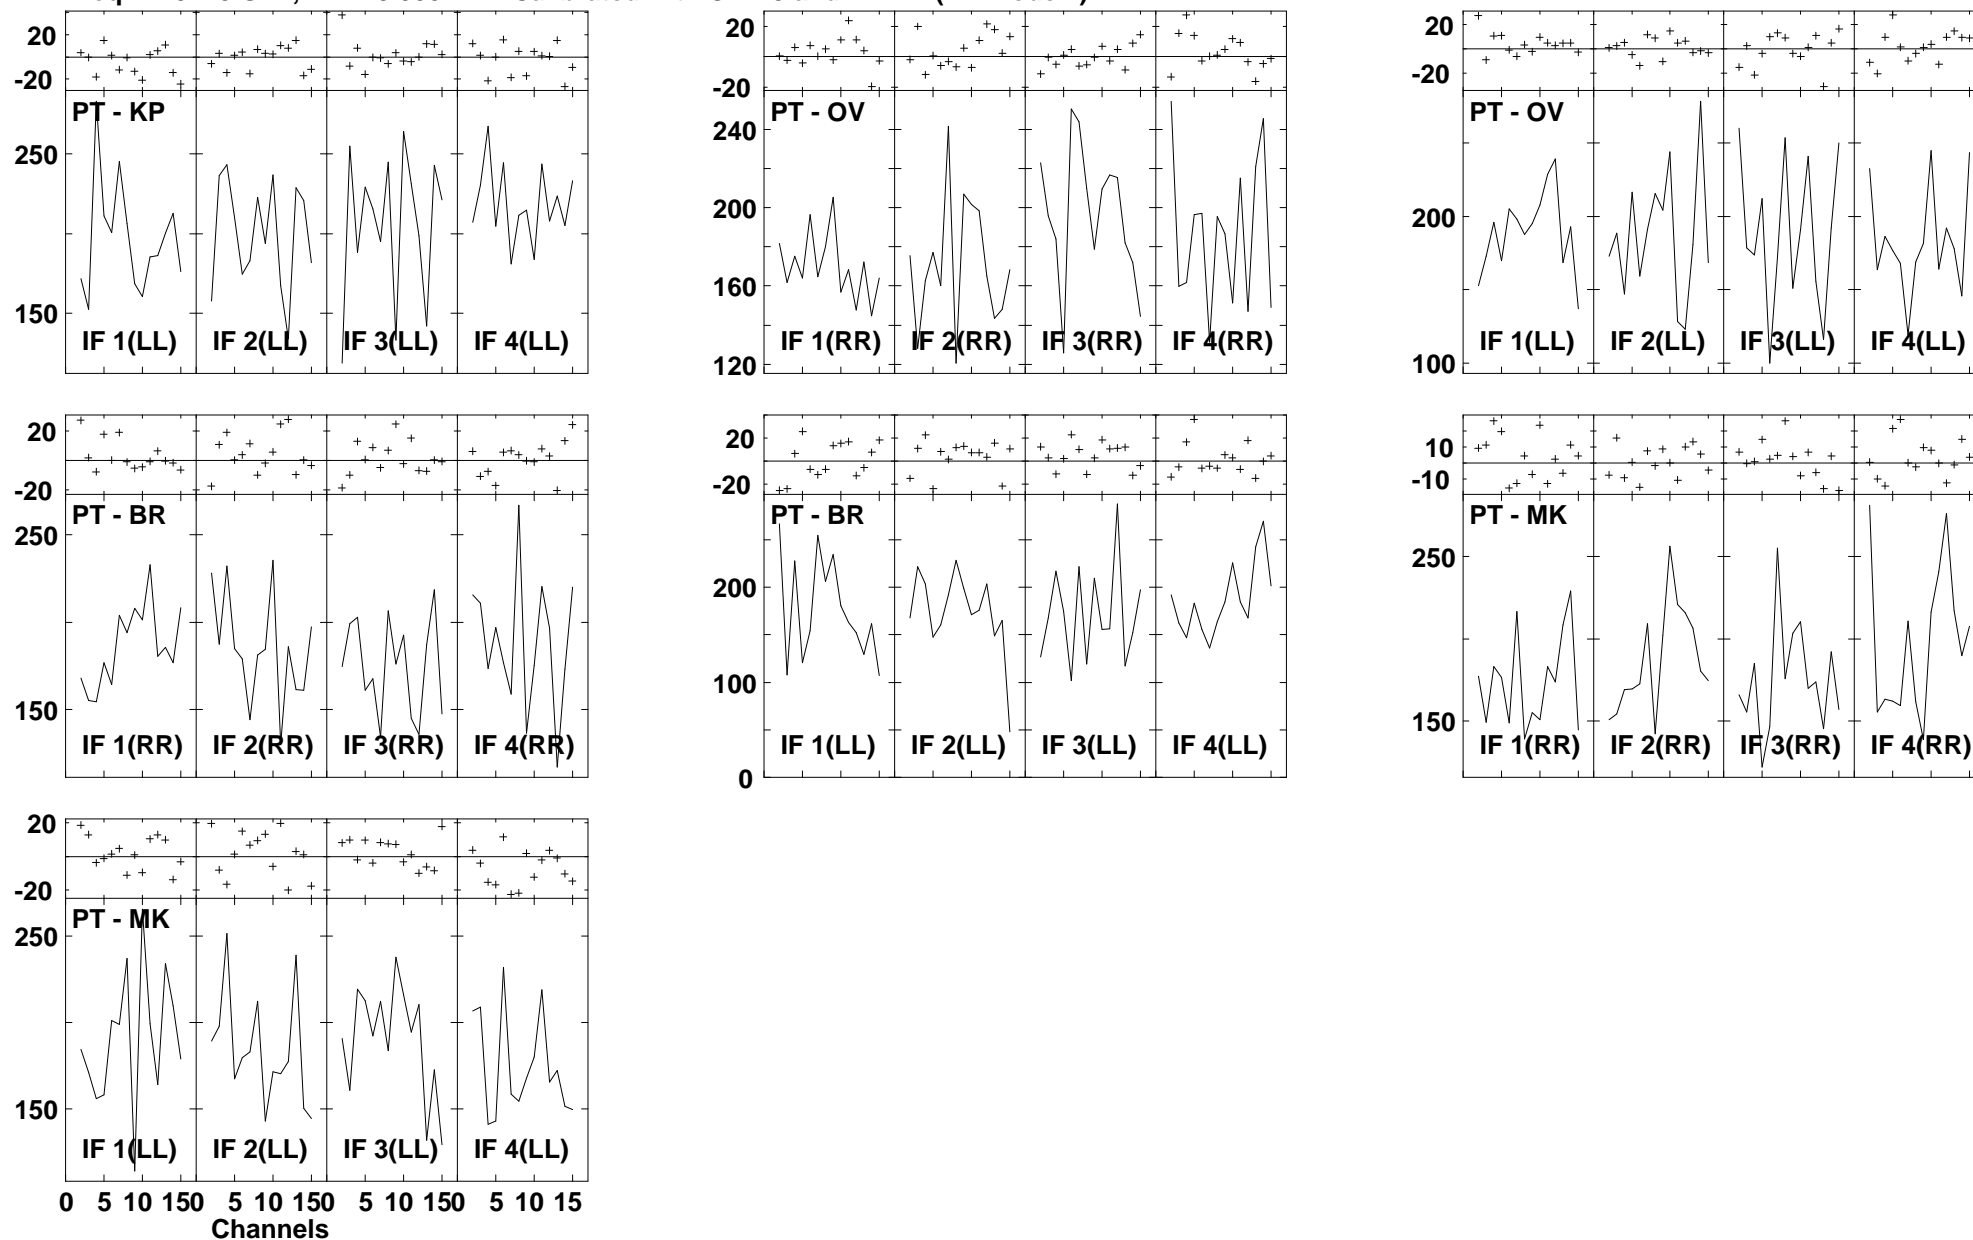 20 20 20
-20 -20 -20
PT - KP PT - OV PT - OV
250 240 200
150 200 100
160
120
IF 1(LL) IF 2(LL) IF 3(LL) IF 4(LL) IF 1(RR) IF 2(RR) IF 3(RR) IF 4(RR) IF 1(LL) IF 2(LL) IF 3(LL) IF 4(LL)
20 20 10
-20 -20 -10
PT - BR PT - BR PT - MK
250 200 250
150 100 150
0
IF 1(RR) IF 2(RR) IF 3(RR) IF 4(RR) IF 1(LL) IF 2(LL) IF 3(LL) IF 4(LL) IF 1(RR) IF 2(RR) IF 3(RR) IF 4(RR)
20
-20
PT - MK
250
150
IF 1(LL) IF 2(LL) IF 3(LL) IF 4(LL)
0 5 10 150 5 10 150 5 10 150 5 10 15
Channels